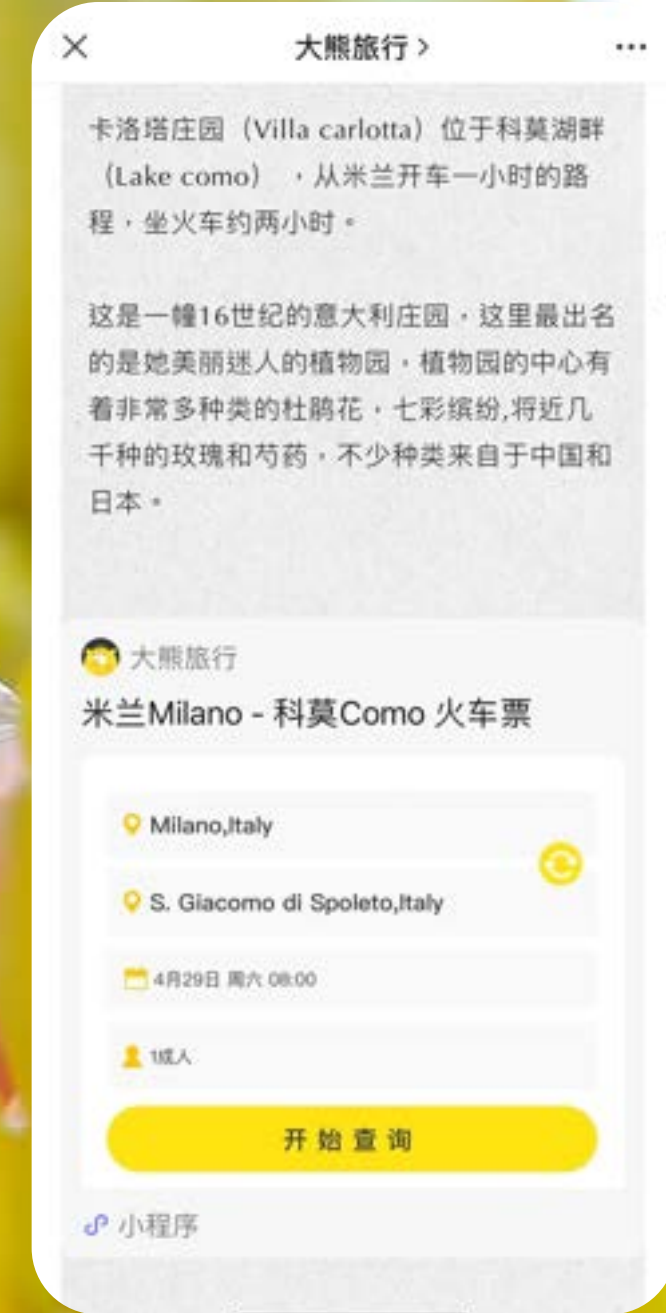 大熊旅行 >
卡洛塔庄园（Villa carlotta）位于科莫湖畔
（Lake como），从米兰开车一小时的路
程，坐火车约两小时。
这是一幢16世纪的意大利庄园，这里最出名
的是她美丽迷人的植物园，植物园的中心有
着非常多种类的杜鹃花，七彩缤纷,将近几
千种的玫瑰和芍药，不少种类来自于中国和
日本。
大熊旅行
米兰Milano - 科莫Como 火车票
Milano,Italy
S. Giacomo di Spoleto,Italy
4月29日 周六 08:00
1成人
开始查询
小程序